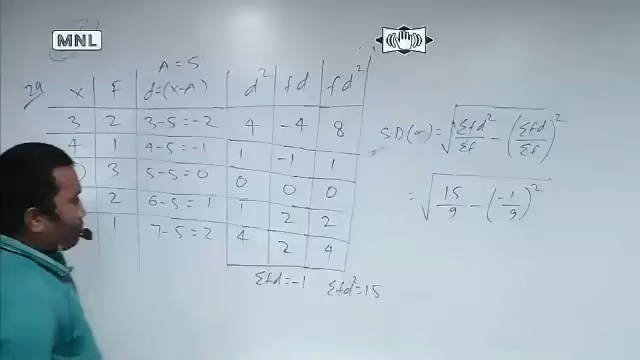 MNL
A = 5
29 x F d=(x-A) d² fd fd²
3 2 3-5=-2 4 -4 8
4 1 4-5=-1 1 -1 1
3 5-5=0 0 0 0
2 6-5=1 1 2 2
1 7-5=2 4 2 4
Σfd=-1 Σfd²=15
SD(σ)=√(Σfd²/Σf - (Σfd/Σf)²)
=√(15/9 - (-1/9)²)